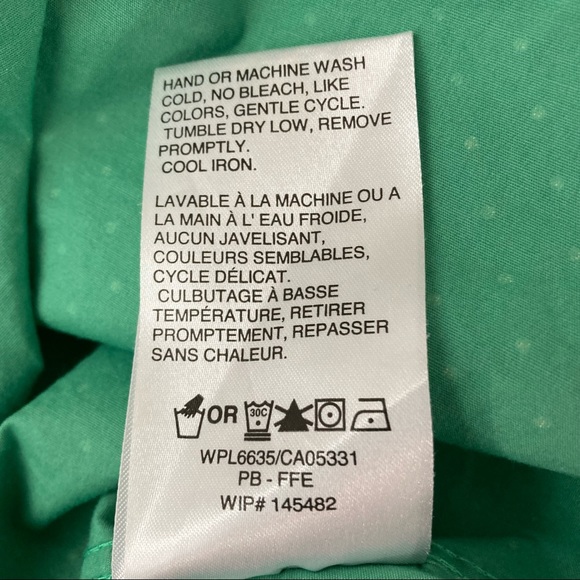 HAND OR MACHINE WASH
COLD, NO BLEACH, LIKE
COLORS, GENTLE CYCLE.
TUMBLE DRY LOW, REMOVE
PROMPTLY.
COOL IRON.
LAVABLE À LA MACHINE OU A
LA MAIN À L' EAU FROIDE,
AUCUN JAVELISANT,
COULEURS SEMBLABLES,
CYCLE DÉLICAT.
CULBUTAGE À BASSE
TEMPÉRATURE, RETIRER
PROMPTEMENT, REPASSER
SANS CHALEUR.
OR 30C
WPL6635/CA05331
PB - FFE
WIP# 145482